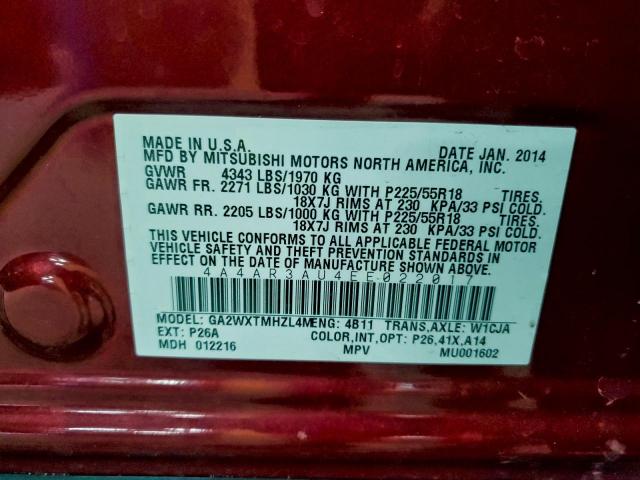 MADE IN U.S.A. DATE JAN. 2014
MFD BY MITSUBISHI MOTORS NORTH AMERICA, INC.
GVWR 4343 LBS/1970 KG
GAWR FR. 2271 LBS/1030 KG WITH P225/55R18 TIRES,
18X7J RIMS AT 230 KPA/33 PSI COLD.
GAWR RR. 2205 LBS/1000 KG WITH P225/55R18 TIRES,
18X7J RIMS AT 230 KPA/33 PSI COLD.
THIS VEHICLE CONFORMS TO ALL APPLICABLE FEDERAL MOTOR
VEHICLE SAFETY AND THEFT PREVENTION STANDARDS IN
EFFECT ON THE DATE OF MANUFACTURE SHOWN ABOVE.
4A4AR3AU4EE022017
MODEL: GA2WXTMHZL4M ENG: 4B11 TRANS,AXLE: W1CJA
EXT: P26A COLOR,INT,OPT: P26,41X,A14
MDH 012216 MPV MU001602